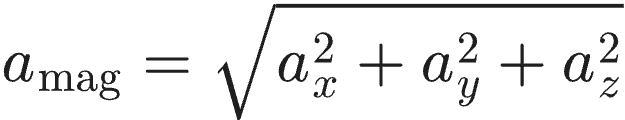 a_mag = √(a_x² + a_y² + a_z²)